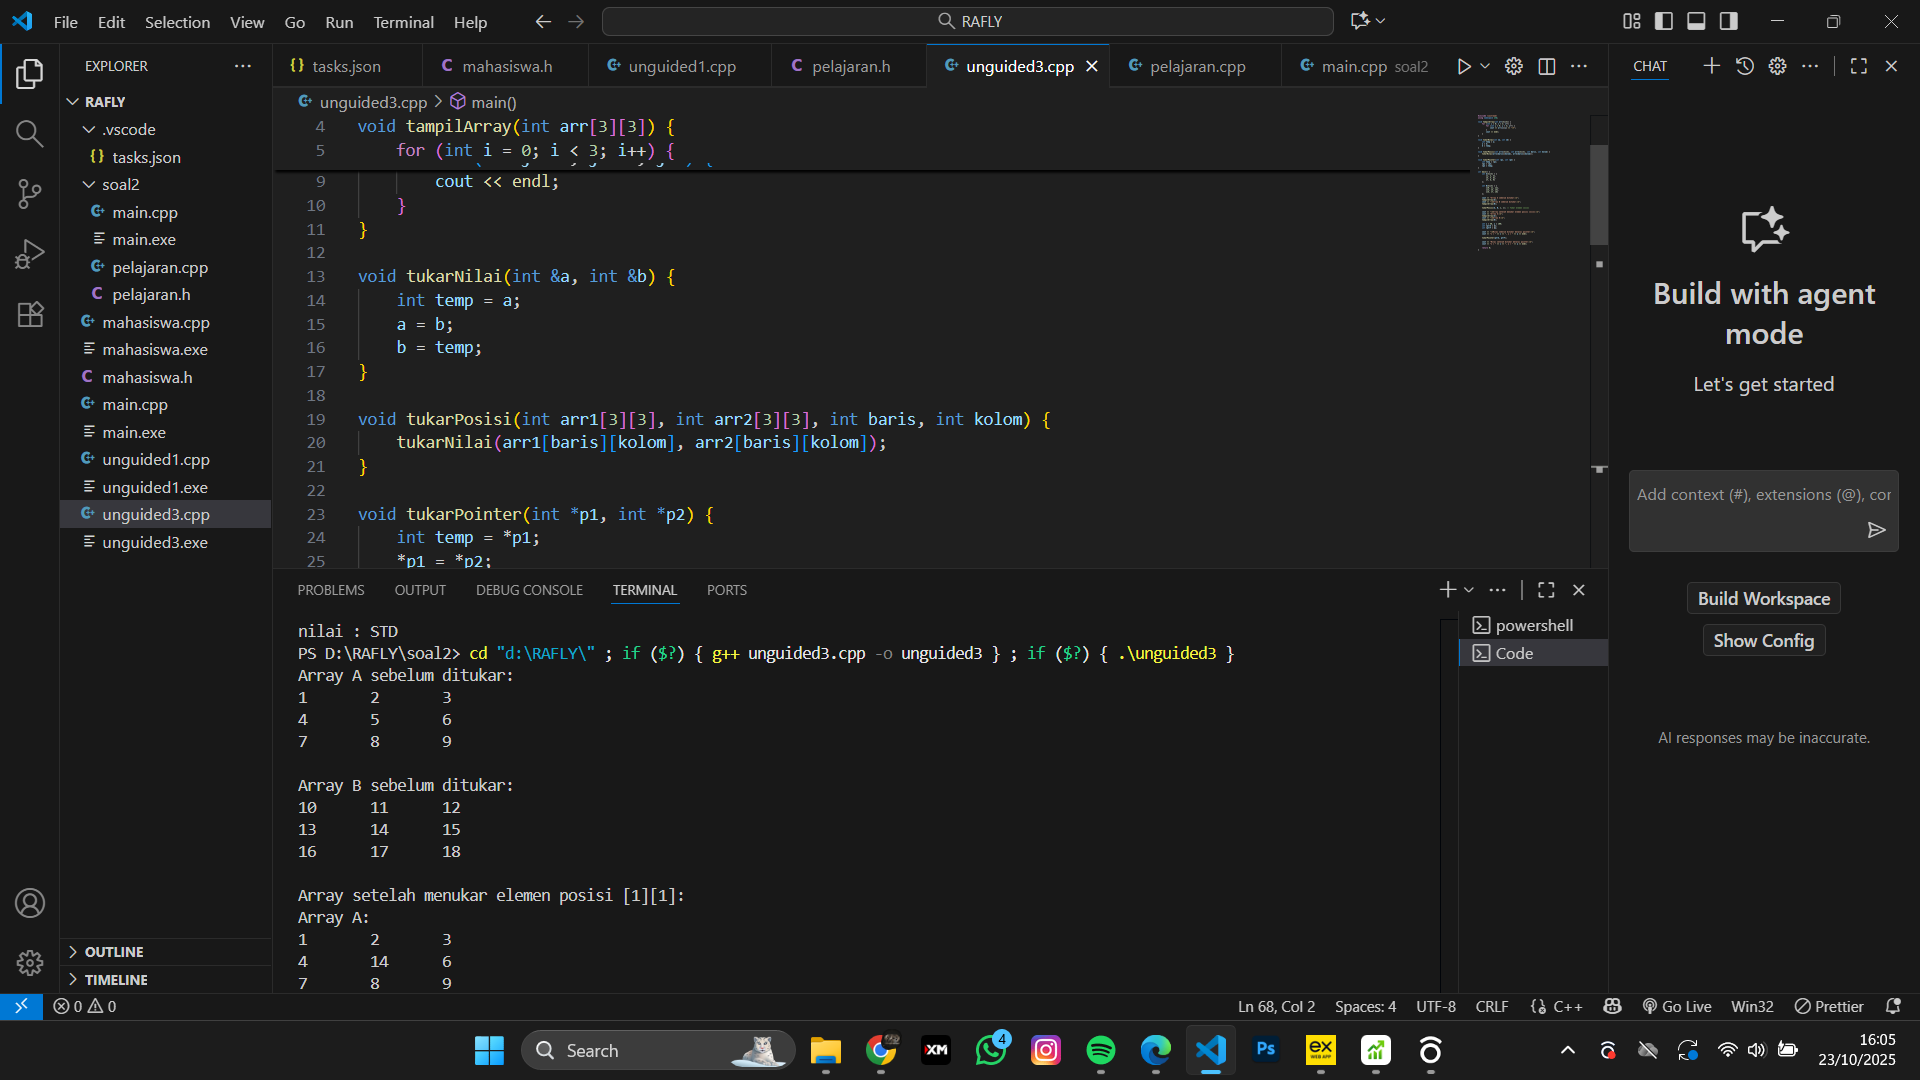 File Edit Selection View Go Run Terminal Help
RAFLY
EXPLORER
RAFLY
.vscode
tasks.json
soal2
main.cpp
main.exe
pelajaran.cpp
pelajaran.h
mahasiswa.cpp
mahasiswa.exe
mahasiswa.h
main.cpp
main.exe
unguided1.cpp
unguided1.exe
unguided3.cpp
unguided3.exe
OUTLINE
TIMELINE
tasks.json mahasiswa.h unguided1.cpp pelajaran.h unguided3.cpp pelajaran.cpp main.cpp soal2
unguided3.cpp > main()
4 void tampilArray(int arr[3][3]) {
5 for (int i = 0; i < 3; i++) {
9 cout << endl;
10 }
11 }
12
13 void tukarNilai(int &a, int &b) {
14 int temp = a;
15 a = b;
16 b = temp;
17 }
18
19 void tukarPosisi(int arr1[3][3], int arr2[3][3], int baris, int kolom) {
20 tukarNilai(arr1[baris][kolom], arr2[baris][kolom]);
21 }
22
23 void tukarPointer(int *p1, int *p2) {
24 int temp = *p1;
25 *p1 = *p2;
PROBLEMS OUTPUT DEBUG CONSOLE TERMINAL PORTS
nilai : STD
PS D:\RAFLY\soal2> cd "d:\RAFLY\" ; if ($?) { g++ unguided3.cpp -o unguided3 } ; if ($?) { .\unguided3 }
Array A sebelum ditukar:
1 2 3
4 5 6
7 8 9
Array B sebelum ditukar:
10 11 12
13 14 15
16 17 18
Array setelah menukar elemen posisi [1][1]:
Array A:
1 2 3
4 14 6
7 8 9
powershell
Code
CHAT
Build with agent
mode
Let's get started
Add context (#), extensions (@), cor
Build Workspace
Show Config
AI responses may be inaccurate.
0 0
Ln 68, Col 2 Spaces: 4 UTF-8 CRLF {} C++ Go Live Win32 Prettier
Search
XM
4
Ps
ex
WEB APP
16:05
23/10/2025